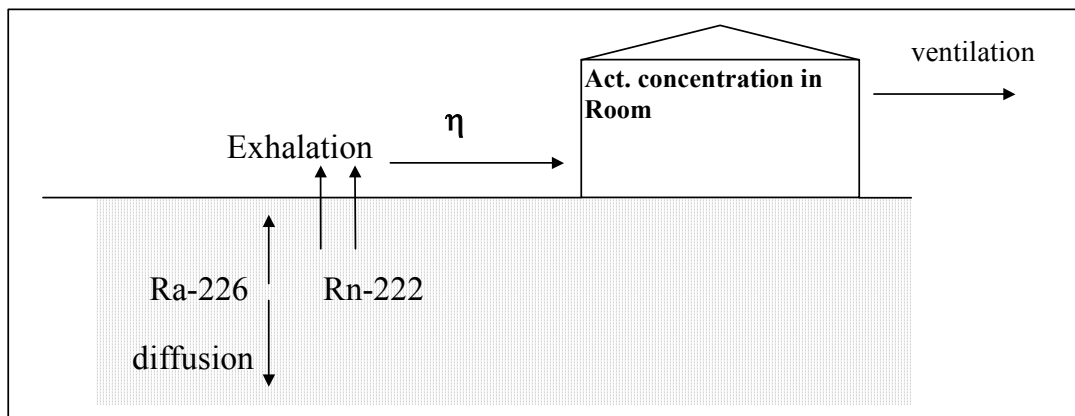 ventilation
Act. concentration in
Room
η
Exhalation
Ra-226
Rn-222
diffusion